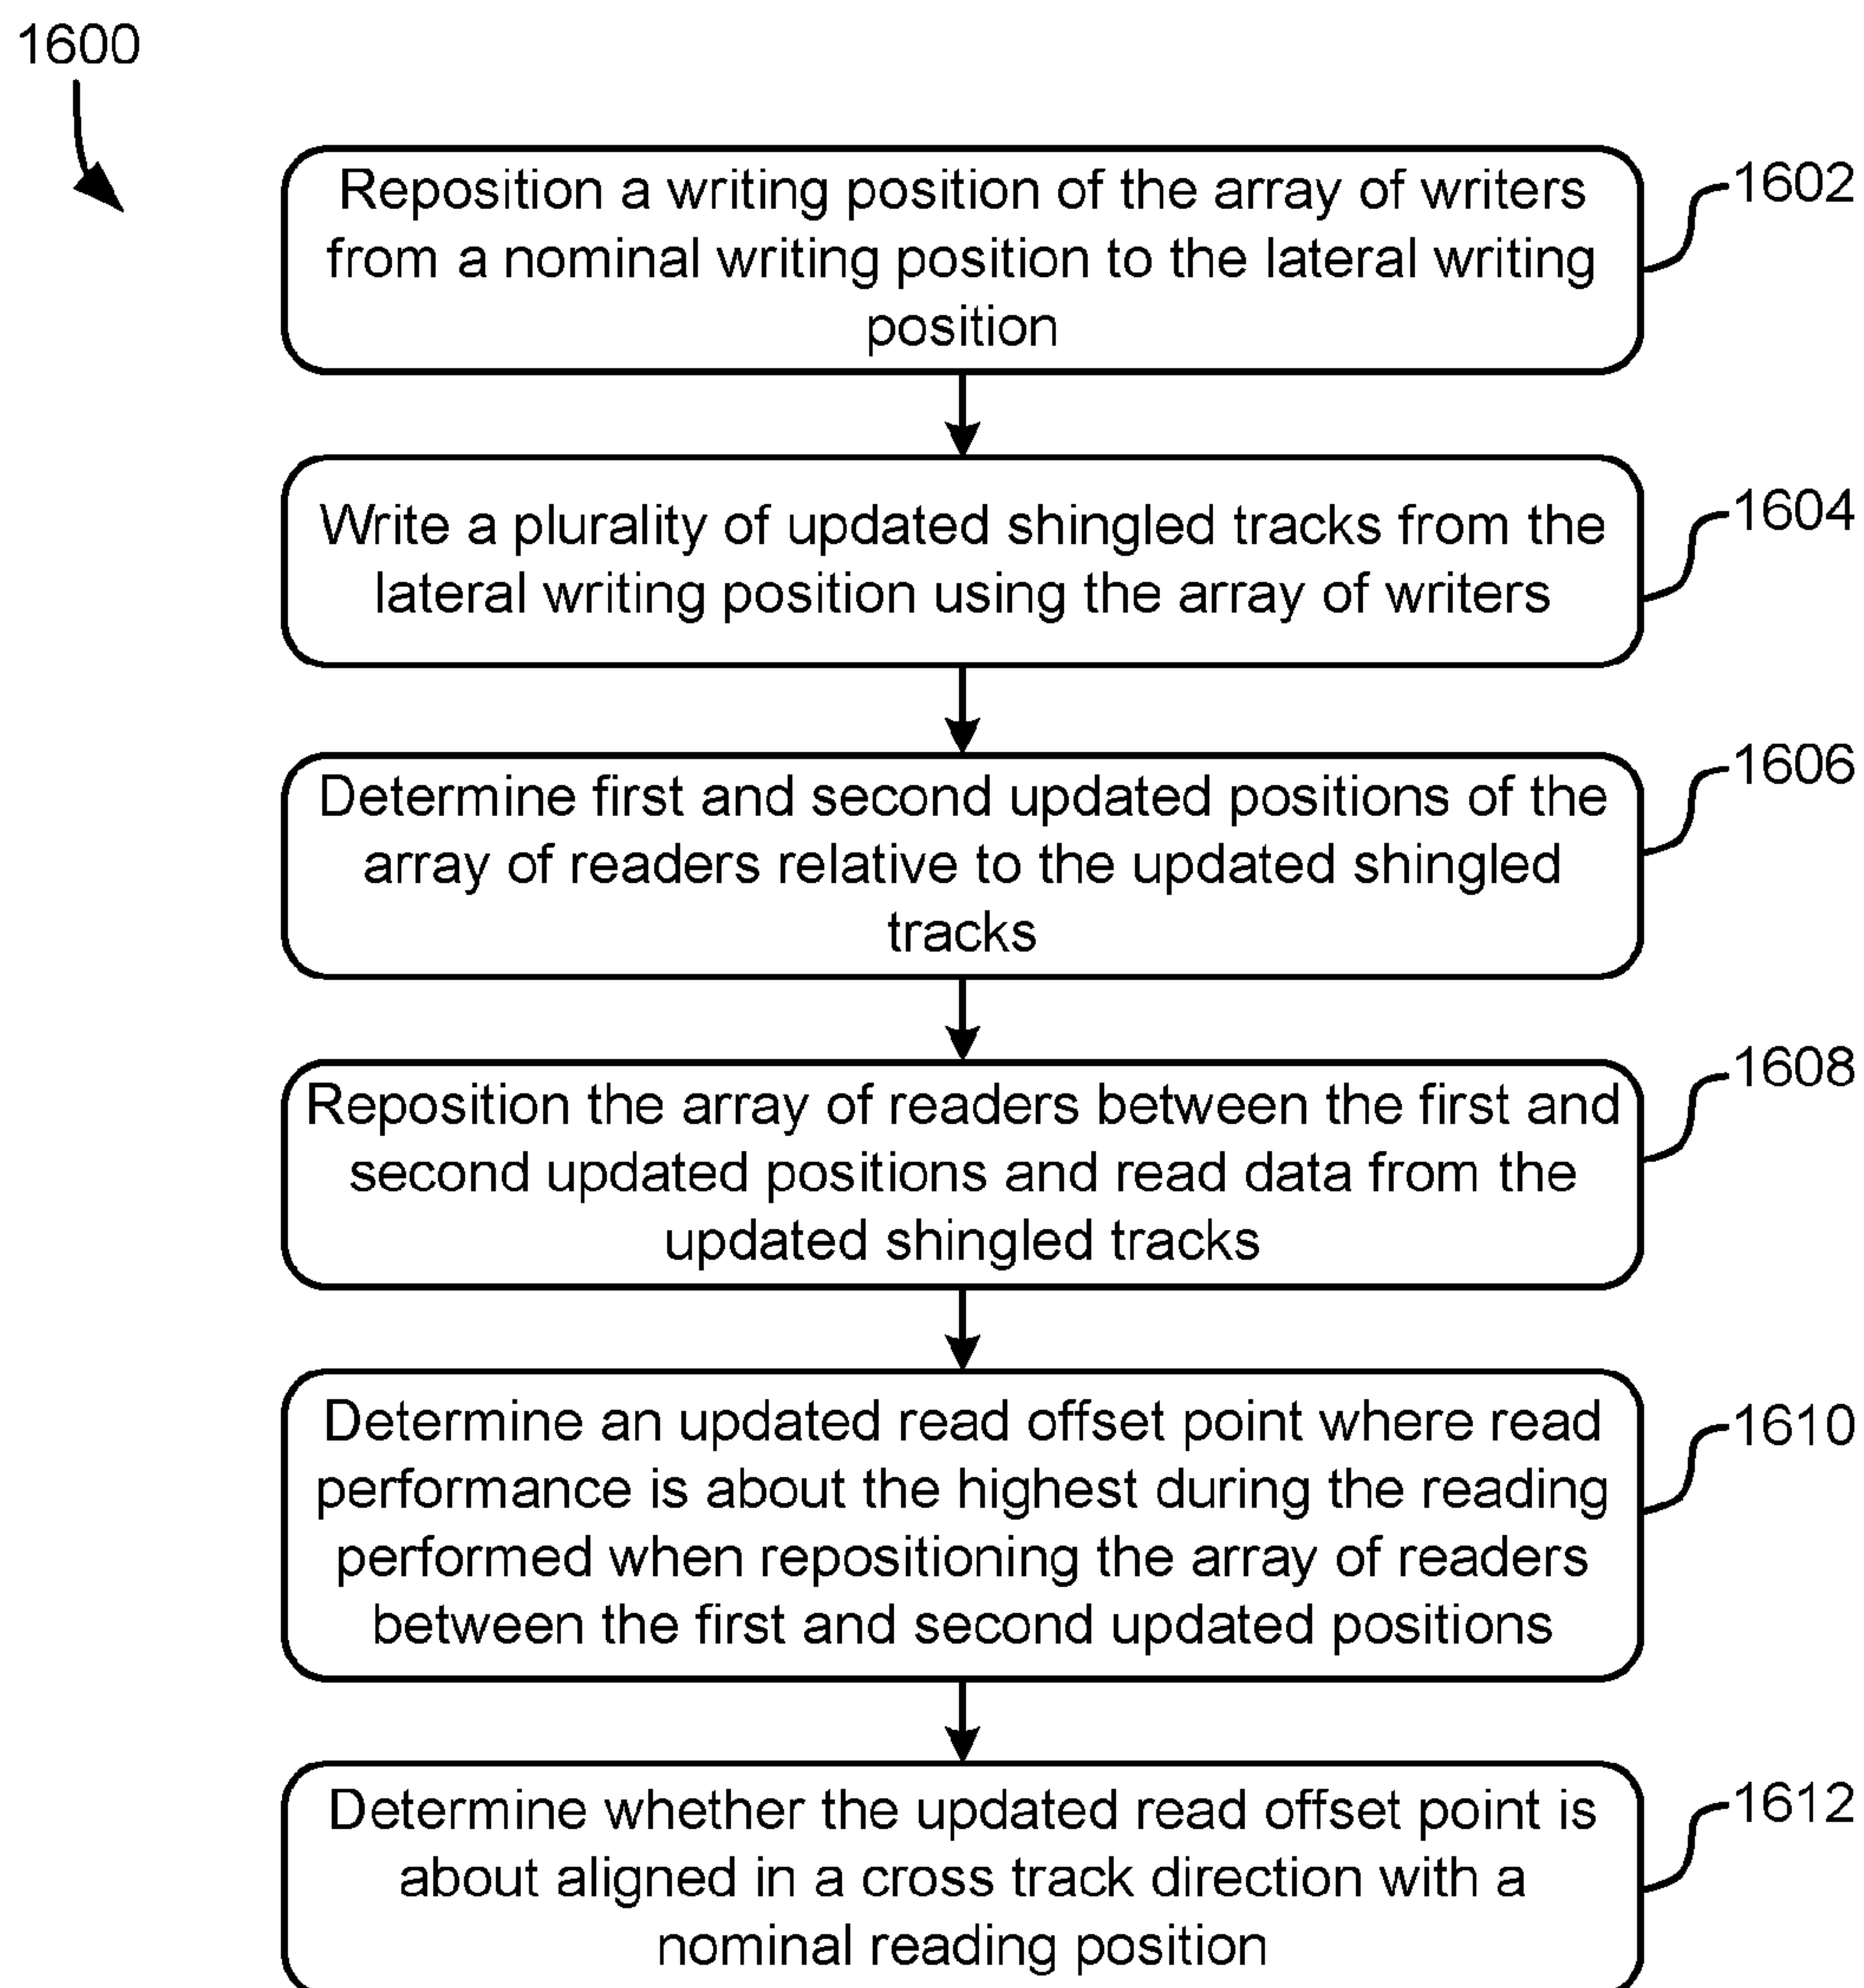 1600
Reposition a writing position of the array of writers
from a nominal writing position to the lateral writing
position
1602
Write a plurality of updated shingled tracks from the
lateral writing position using the array of writers
1604
Determine first and second updated positions of the
array of readers relative to the updated shingled
tracks
1606
Reposition the array of readers between the first and
second updated positions and read data from the
updated shingled tracks
1608
Determine an updated read offset point where read
performance is about the highest during the reading
performed when repositioning the array of readers
between the first and second updated positions
1610
Determine whether the updated read offset point is
about aligned in a cross track direction with a
nominal reading position
1612